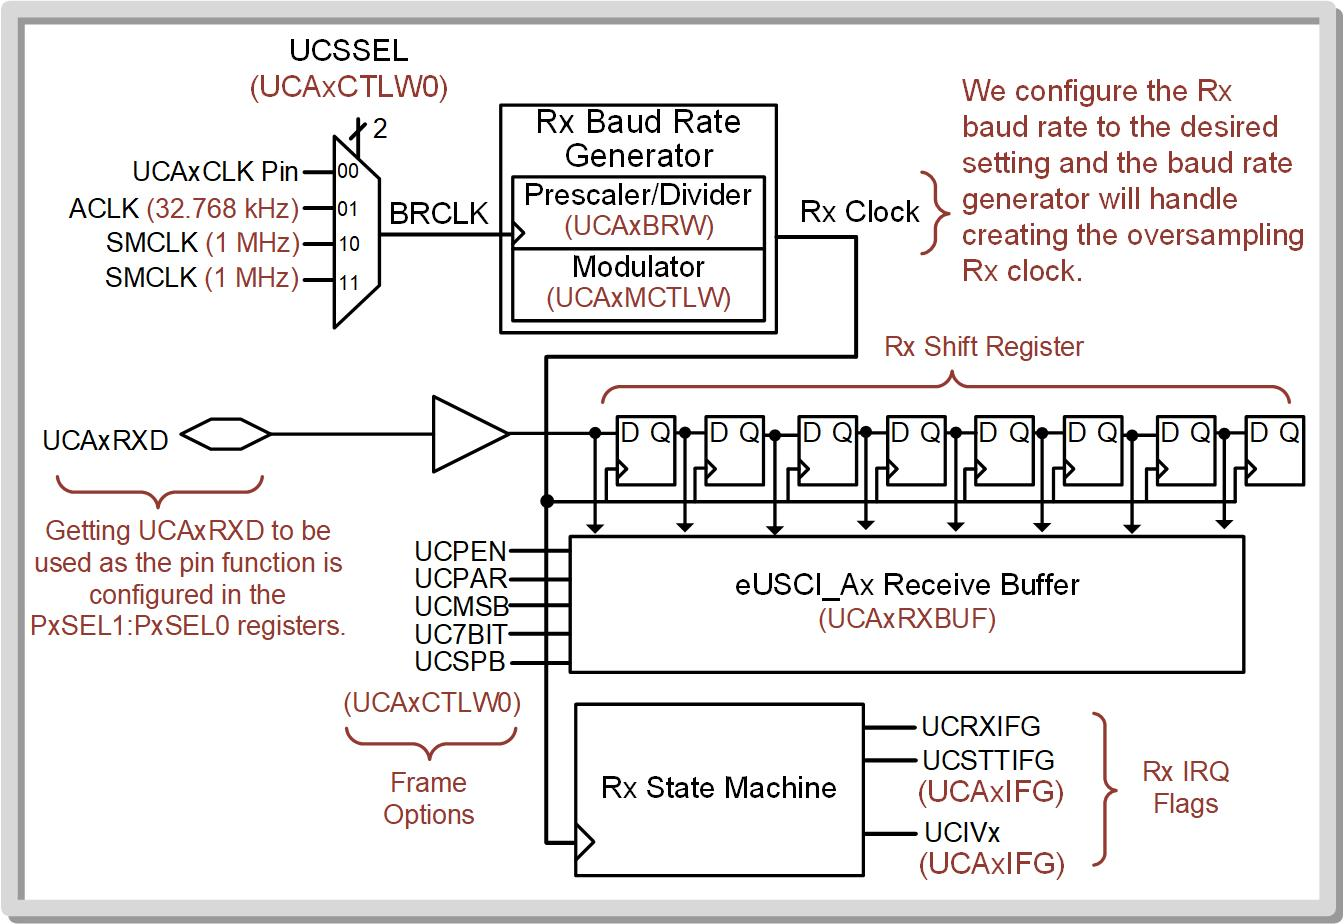 UCSSEL
(UCAxCTLW0)
2
UCAxCLK Pin
00
ACLK (32.768 kHz)
01
SMCLK (1 MHz)
10
SMCLK (1 MHz)
11
BRCLK
Rx Baud Rate
Generator
Prescaler/Divider
(UCAxBRW)
Modulator
(UCAxMCTLW)
Rx Clock
We configure the Rx
baud rate to the desired
setting and the baud rate
generator will handle
creating the oversampling
Rx clock.
Rx Shift Register
UCAxRXD
D Q
D Q
D Q
D Q
D Q
D Q
D Q
D Q
Getting UCAxRXD to be
used as the pin function is
configured in the
PxSEL1:PxSEL0 registers.
UCPEN
UCPAR
UCMSB
UC7BIT
UCSPB
(UCAxCTLW0)
Frame
Options
eUSCI_Ax Receive Buffer
(UCAxRXBUF)
Rx State Machine
UCRXIFG
UCSTTIFG
(UCAxIFG)
UCIVx
(UCAxIFG)
Rx IRQ
Flags